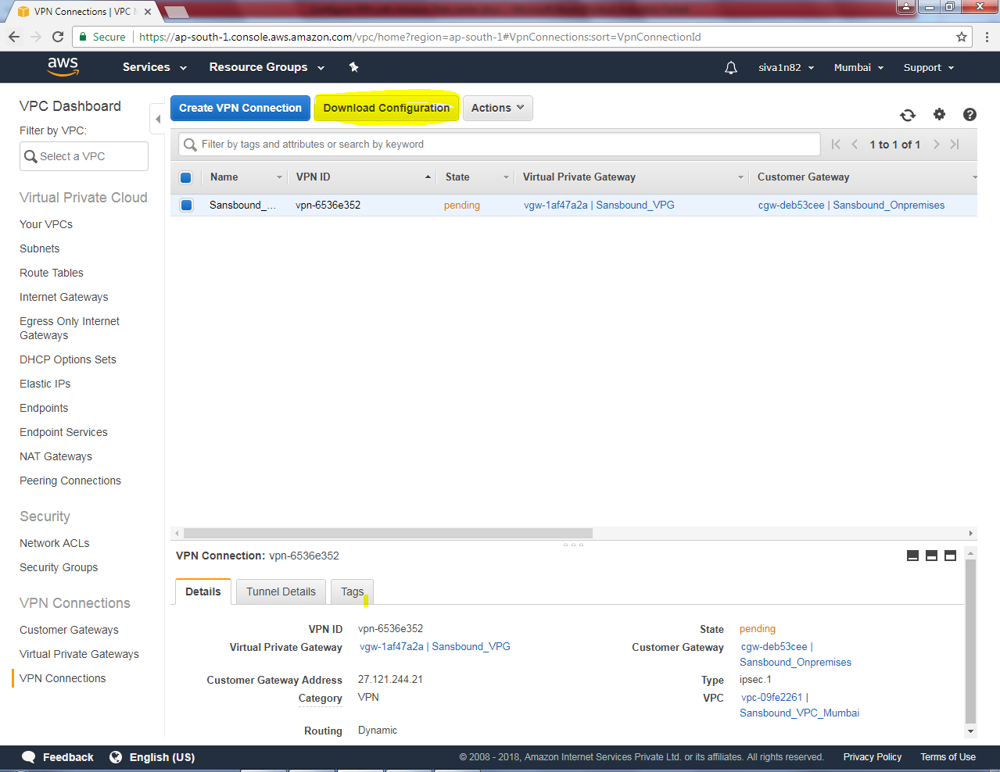 VPN Connections | VPC M
Secure
https://ap-south-1.console.aws.amazon.com/vpc/home?region=ap-south-1#VpnConnections:sort=VpnConnectionId
aws
Services
Resource Groups
siva1n82
Mumbai
Support
VPC Dashboard
Filter by VPC:
Select a VPC
Virtual Private Cloud
Your VPCs
Subnets
Route Tables
Internet Gateways
Egress Only Internet
Gateways
DHCP Options Sets
Elastic IPs
Endpoints
Endpoint Services
NAT Gateways
Peering Connections
Security
Network ACLs
Security Groups
VPN Connections
Customer Gateways
Virtual Private Gateways
VPN Connections
Create VPN Connection
Download Configuration
Actions
Filter by tags and attributes or search by keyword
1 to 1 of 1
Name VPN ID State Virtual Private Gateway Customer Gateway
Sansbound_... vpn-6536e352 pending vgw-1af47a2a | Sansbound_VPG cgw-deb53cee | Sansbound_Onpremises
VPN Connection: vpn-6536e352
Details
Tunnel Details
Tags
VPN ID vpn-6536e352
Virtual Private Gateway vgw-1af47a2a | Sansbound_VPG
Customer Gateway Address 27.121.244.21
Category VPN
Routing Dynamic
State pending
Customer Gateway cgw-deb53cee |
Sansbound_Onpremises
Type ipsec.1
VPC vpc-09fe2261 |
Sansbound_VPC_Mumbai
Feedback
English (US)
© 2008 - 2018, Amazon Internet Services Private Ltd. or its affiliates. All rights reserved.
Privacy Policy
Terms of Use